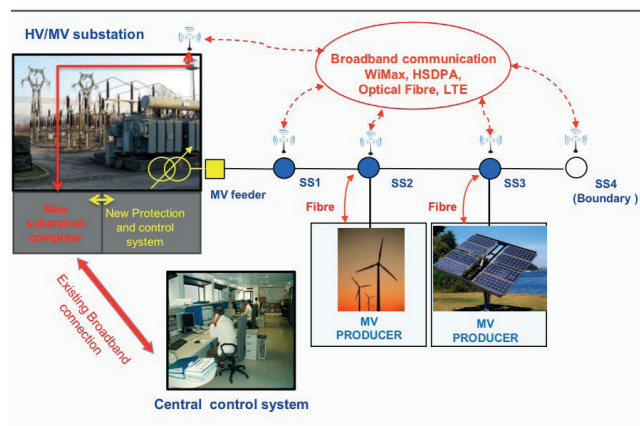 HV/MV substation
Broadband communication
WiMax, HSDPA,
Optical Fibre, LTE
MV feeder
SS1
SS2
SS3
SS4
(Boundary )
New
substation
computer
New Protection
and control
system
Fibre
Fibre
Existing Broadband
connection
MV
PRODUCER
MV
PRODUCER
Central control system